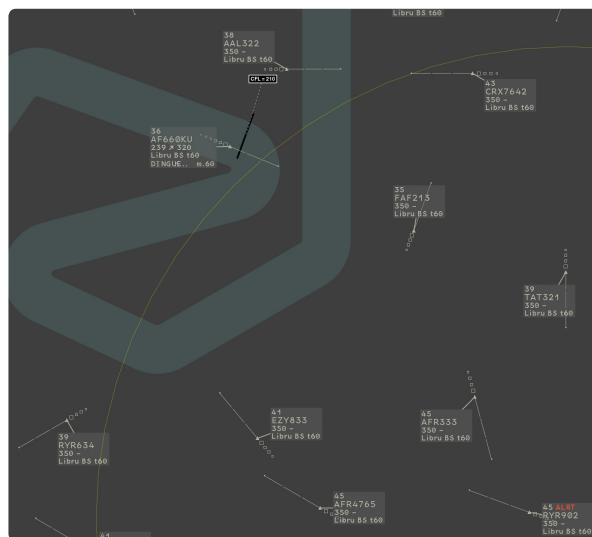 Libru BS t60
38
AAL322
350 –
Libru BS t60
CFL=210
43
CRX7642
350 –
Libru BS t60
36
AF660KU
239 ↗ 320
Libru BS t60
DINGUE.. m.60
35
FAF213
350 –
Libru BS t60
39
TAT321
350 –
Libru BS t60
41
EZY833
350 –
Libru BS t60
45
AFR333
350 –
Libru BS t60
39
RYR634
350 –
Libru BS t60
45
AFR4765
350 –
Libru BS t60
45 ALRT
RYR902
350 –
Libru BS t60
41